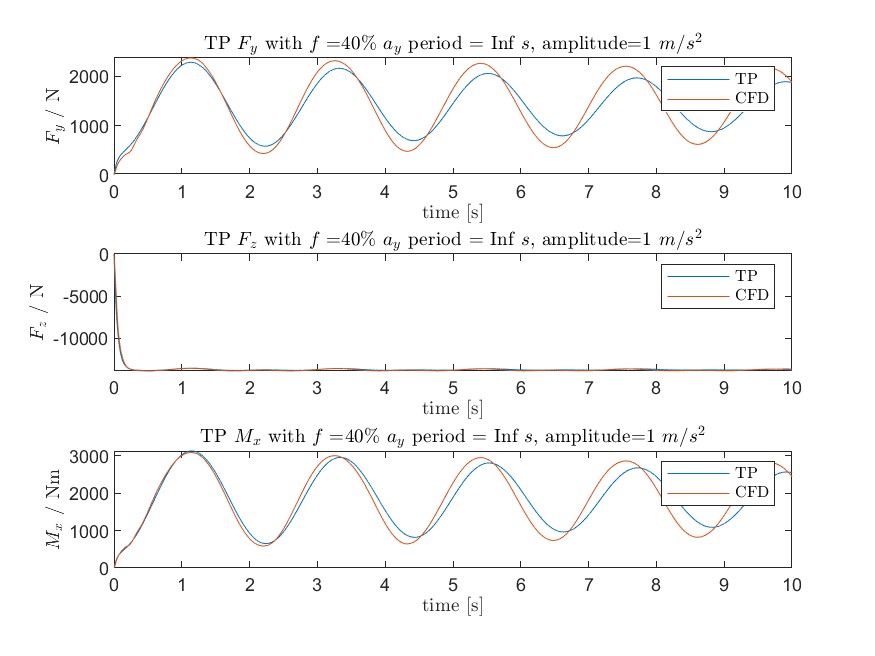 TP F_y with f =40% a_y period = Inf s, amplitude=1 m/s²
2000
1000
0
F_y / N
TP
CFD
0 1 2 3 4 5 6 7 8 9 10
time [s]
TP F_z with f =40% a_y period = Inf s, amplitude=1 m/s²
0
-5000
-10000
F_z / N
TP
CFD
0 1 2 3 4 5 6 7 8 9 10
time [s]
TP M_x with f =40% a_y period = Inf s, amplitude=1 m/s²
3000
2000
1000
0
M_x / Nm
TP
CFD
0 1 2 3 4 5 6 7 8 9 10
time [s]